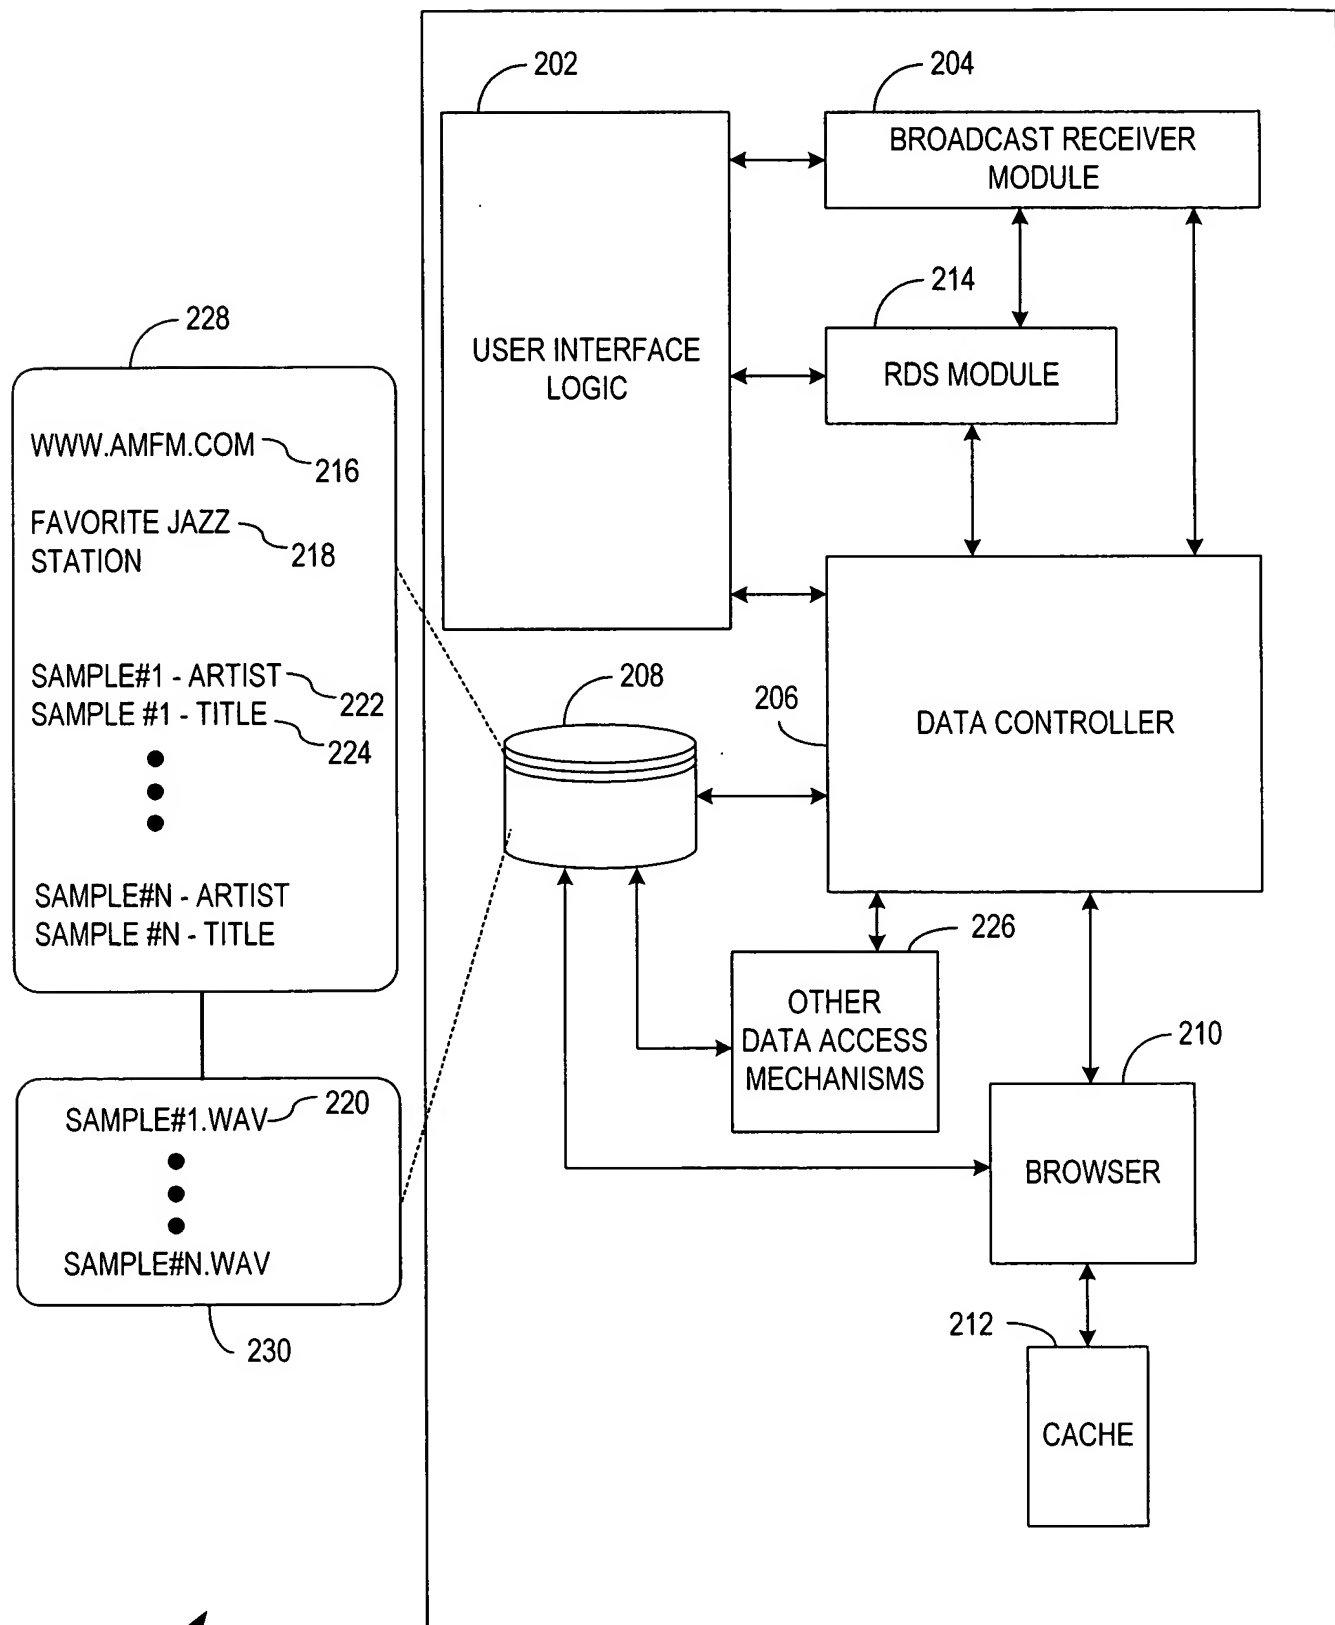 202
204
BROADCAST RECEIVER
MODULE
214
RDS MODULE
USER INTERFACE
LOGIC
228
WWW.AMFM.COM
216
FAVORITE JAZZ
STATION
218
SAMPLE#1 - ARTIST
222
SAMPLE #1 - TITLE
224
SAMPLE#N - ARTIST
SAMPLE #N - TITLE
208
206
DATA CONTROLLER
226
OTHER
DATA ACCESS
MECHANISMS
210
BROWSER
SAMPLE#1.WAV
220
SAMPLE#N.WAV
230
212
CACHE